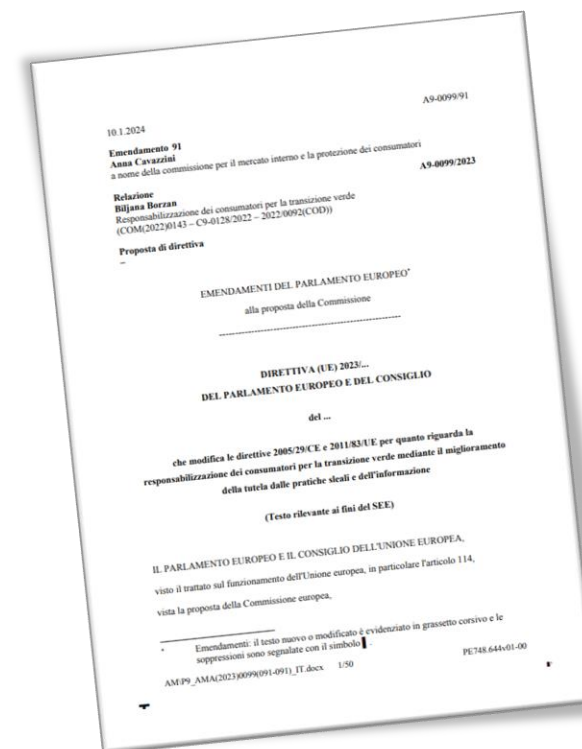 A9-0099/91
10.1.2024
Emendamento 91
Anna Cavazzini
a nome della commissione per il mercato interno e la protezione dei consumatori
Relazione A9-0099/2023
Biljana Borzan
Responsabilizzazione dei consumatori per la transizione verde
(COM(2022)0143 – C9-0128/2022 – 2022/0092(COD))
Proposta di direttiva
–
EMENDAMENTI DEL PARLAMENTO EUROPEO*
alla proposta della Commissione
---------------------------------------------------------
DIRETTIVA (UE) 2023/...
DEL PARLAMENTO EUROPEO E DEL CONSIGLIO
del ...
che modifica le direttive 2005/29/CE e 2011/83/UE per quanto riguarda la
responsabilizzazione dei consumatori per la transizione verde mediante il miglioramento
della tutela dalle pratiche sleali e dell'informazione
(Testo rilevante ai fini del SEE)
IL PARLAMENTO EUROPEO E IL CONSIGLIO DELL'UNIONE EUROPEA,
visto il trattato sul funzionamento dell'Unione europea, in particolare l'articolo 114,
vista la proposta della Commissione europea,
* Emendamenti: il testo nuovo o modificato è evidenziato in grassetto corsivo e le
soppressioni sono segnalate con il simbolo ▌.
AM\P9_AMA(2023)0099(091-091)_IT.docx 1/50 PE748.644v01-00